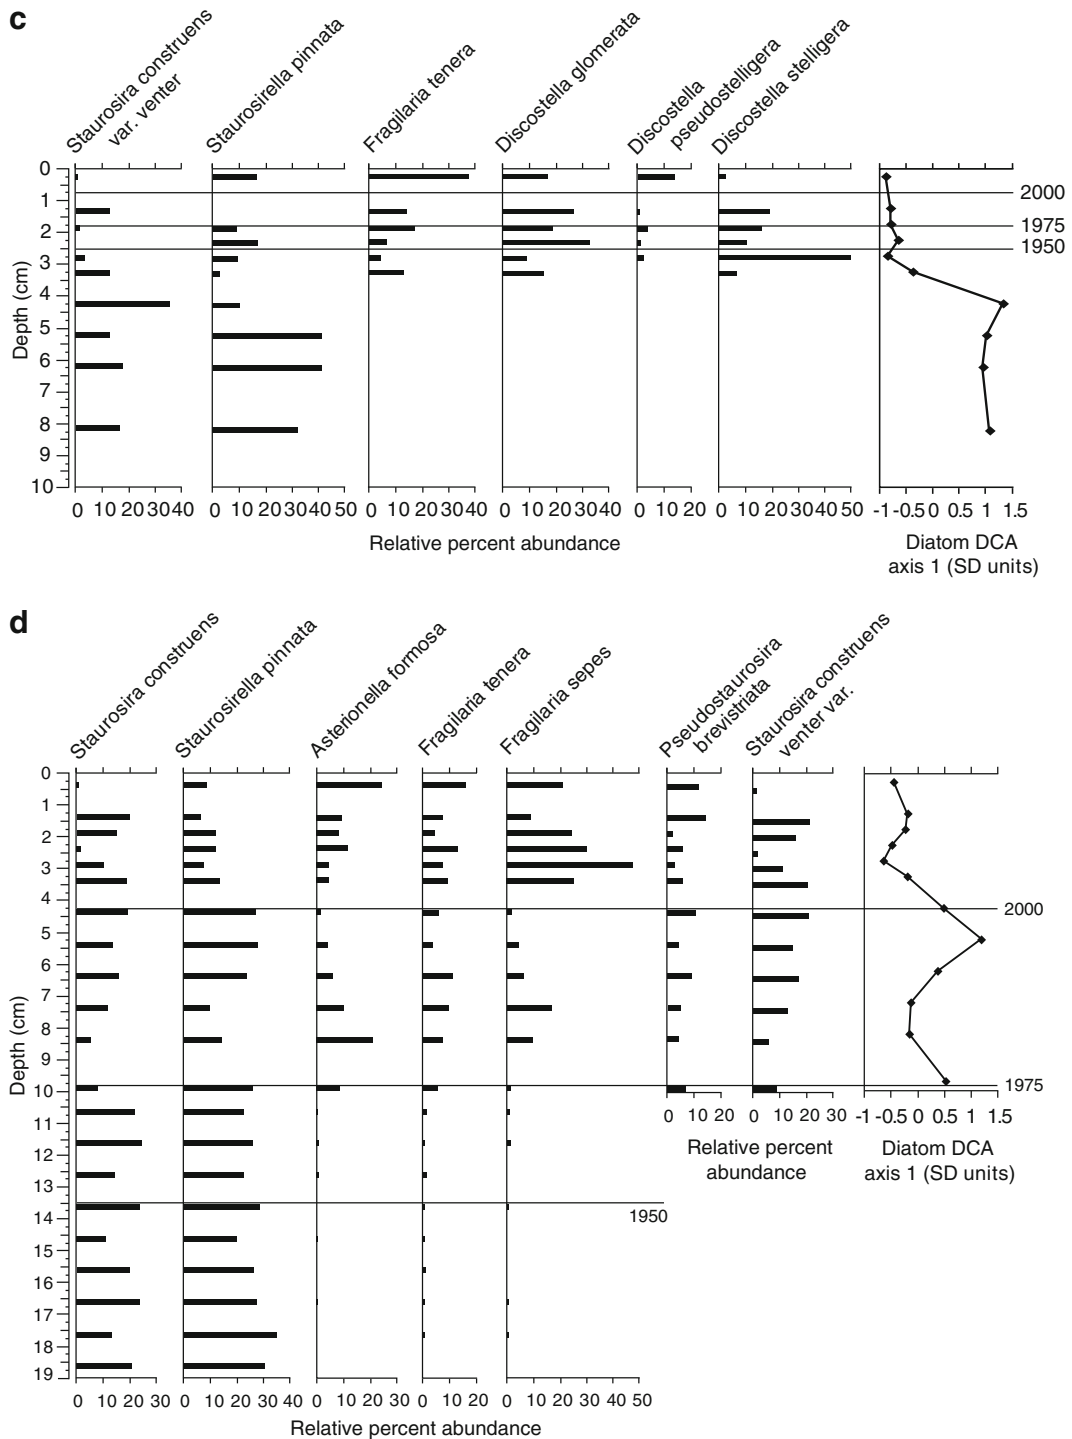 c
Staurosira construens
var. venter
Staurosirella pinnata
Fragilaria tenera
Discostella glomerata
Discostella
pseudostelligera
Discostella stelligera
0
1
2
3
4
5
6
7
8
9
10
Depth (cm)
2000
1975
1950
0 10 20 30 40
0 10 20 30 40 50
0 10 20 30
0 10 20 30 40
0 10 20
0 10 20 30 40 50
-1 -0.5 0 0.5 1 1.5
Relative percent abundance
Diatom DCA
axis 1 (SD units)
d
Staurosira construens
Staurosirella pinnata
Asterionella formosa
Fragilaria tenera
Fragilaria sepes
Pseudostaurosira
brevistriata
Staurosira construens
venter var.
0
1
2
3
4
5
6
7
8
9
10
11
12
13
14
15
16
17
18
19
Depth (cm)
2000
1975
1950
0 10 20
0 10 20 30
-1 -0.5 0 0.5 1 1.5
Relative percent
abundance
Diatom DCA
axis 1 (SD units)
0 10 20 30
0 10 20 30 40
0 10 20 30
0 10 20
0 10 20 30 40 50
Relative percent abundance